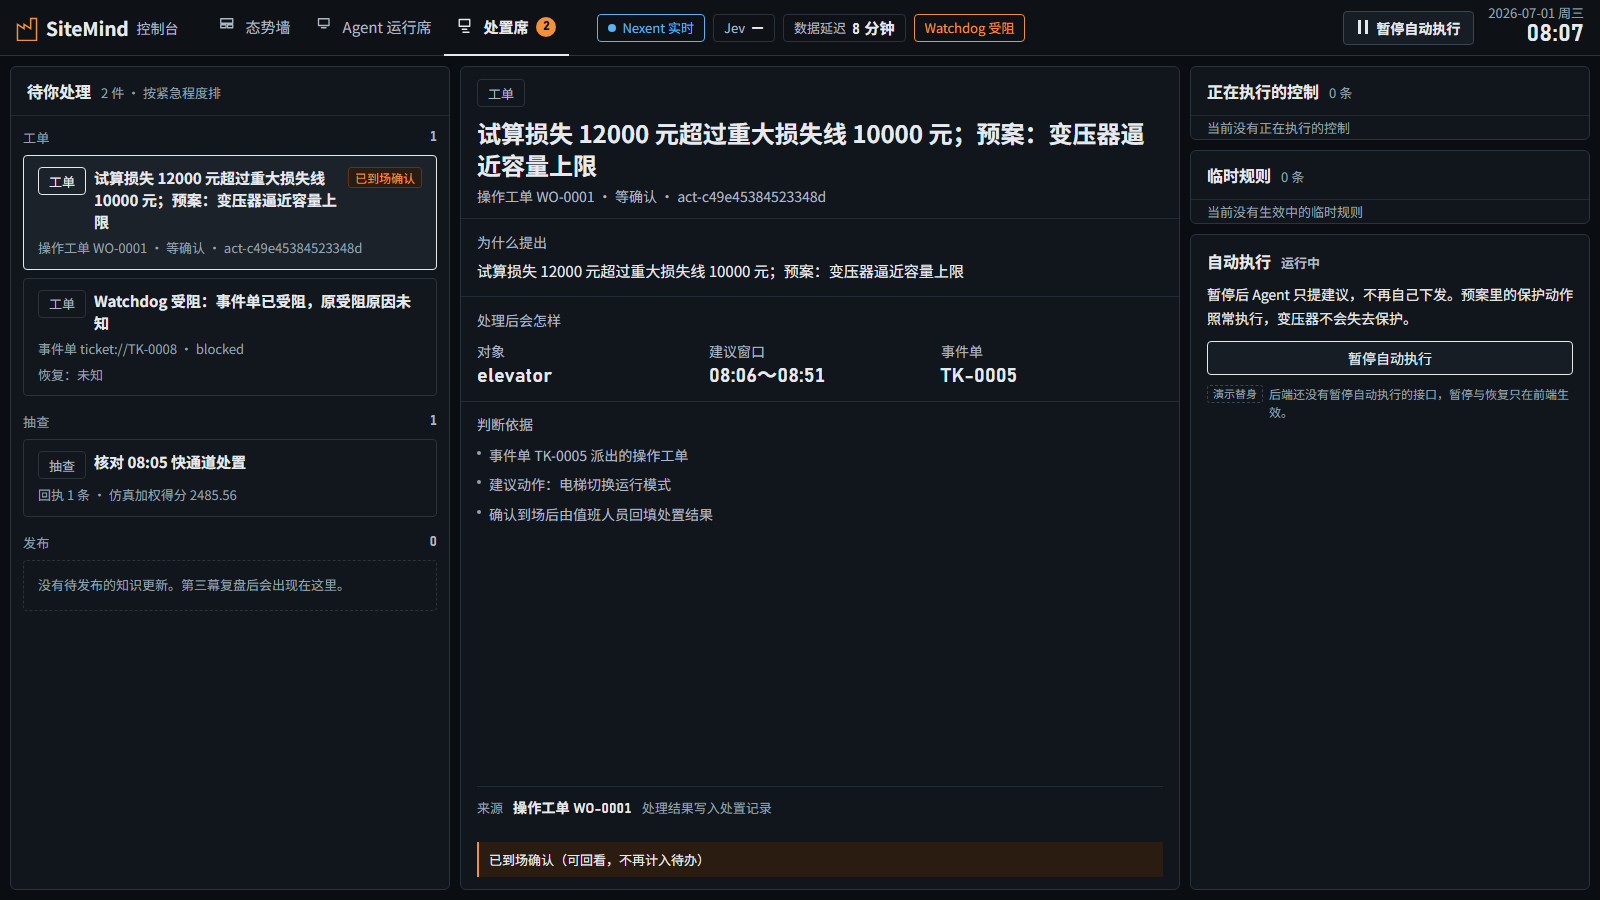 SiteMind 控制台
态势墙
Agent 运行席
处置席 2
Nexent 实时
Jev —
数据延迟 8 分钟
Watchdog 受阻
暂停自动执行
2026-07-01 周三
08:07
待你处理 2 件 · 按紧急程度排
工单 1
工单
试算损失 12000 元超过重大损失线
10000 元；预案：变压器逼近容量上
限
已到场确认
操作工单 WO-0001 · 等确认 · act-c49e45384523348d
工单
Watchdog 受阻：事件单已受阻，原受阻原因未
知
事件单 ticket://TK-0008 · blocked
恢复：未知
抽查 1
抽查
核对 08:05 快通道处置
回执 1 条 · 仿真加权得分 2485.56
发布 0
没有待发布的知识更新。第三幕复盘后会出现在这里。
工单
试算损失 12000 元超过重大损失线 10000 元；预案：变压器逼
近容量上限
操作工单 WO-0001 · 等确认 · act-c49e45384523348d
为什么提出
试算损失 12000 元超过重大损失线 10000 元；预案：变压器逼近容量上限
处理后会怎样
对象 建议窗口 事件单
elevator 08:06～08:51 TK-0005
判断依据
• 事件单 TK-0005 派出的操作工单
• 建议动作：电梯切换运行模式
• 确认到场后由值班人员回填处置结果
来源 操作工单 WO-0001 处理结果写入处置记录
已到场确认（可回看，不再计入待办）
正在执行的控制 0 条
当前没有正在执行的控制
临时规则 0 条
当前没有生效中的临时规则
自动执行 运行中
暂停后 Agent 只提建议，不再自己下发。预案里的保护动作
照常执行，变压器不会失去保护。
暂停自动执行
演示替身 后端还没有暂停自动执行的接口，暂停与恢复只在前端生
效。